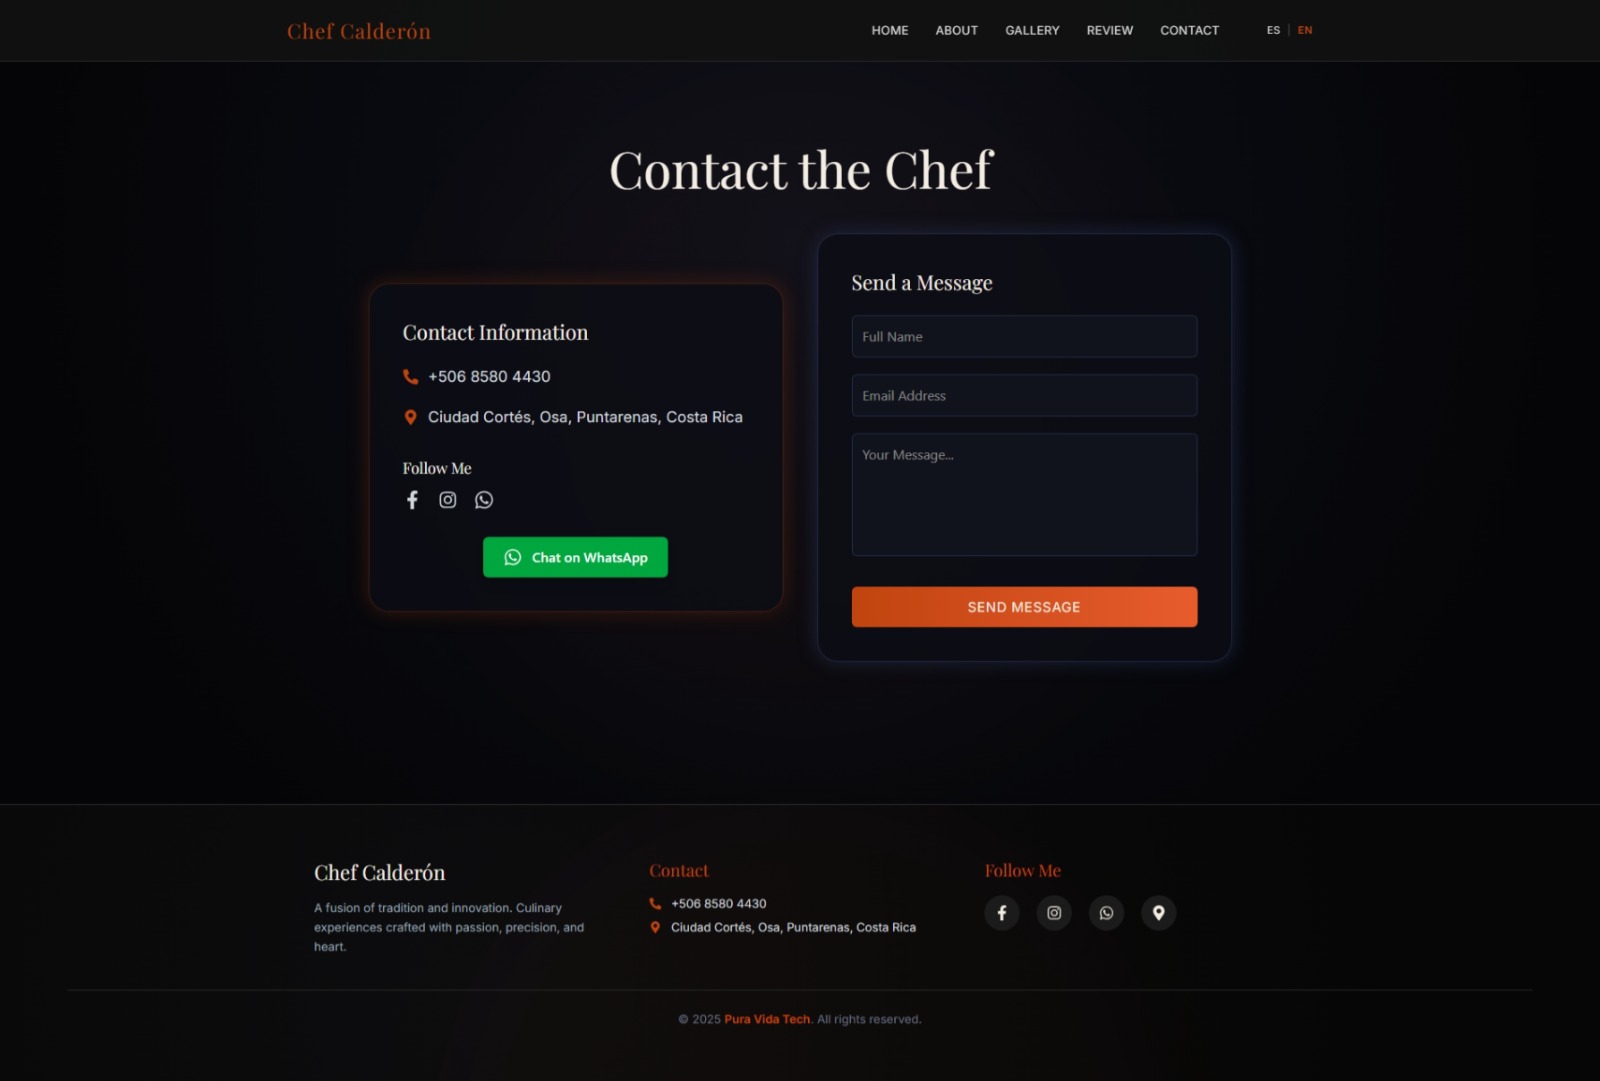 Chef Calderón
HOME ABOUT GALLERY REVIEW CONTACT ES | EN
Contact the Chef
Contact Information
+506 8580 4430
Ciudad Cortés, Osa, Puntarenas, Costa Rica
Follow Me
Chat on WhatsApp
Send a Message
Full Name
Email Address
Your Message...
SEND MESSAGE
Chef Calderón
A fusion of tradition and innovation. Culinary
experiences crafted with passion, precision, and
heart.
Contact
+506 8580 4430
Ciudad Cortés, Osa, Puntarenas, Costa Rica
Follow Me
© 2025 Pura Vida Tech. All rights reserved.